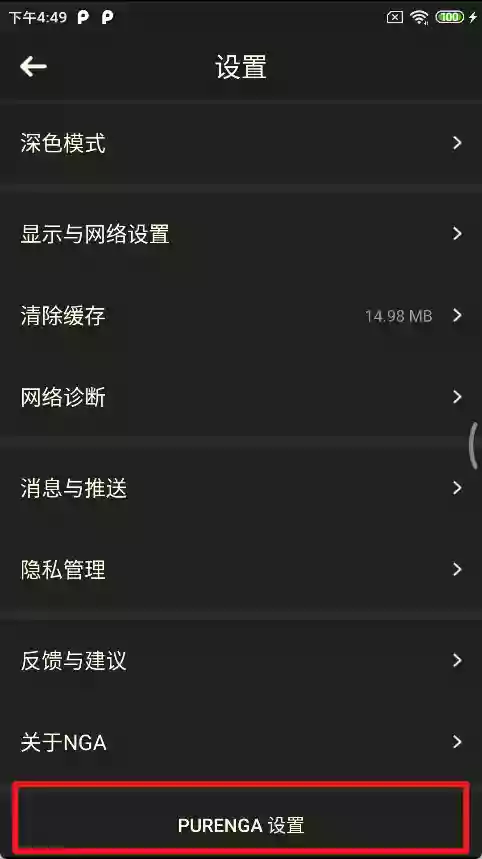 下午4:49
100
设置
深色模式
显示与网络设置
清除缓存 14.98 MB
网络诊断
消息与推送
隐私管理
反馈与建议
关于NGA
PURENGA 设置